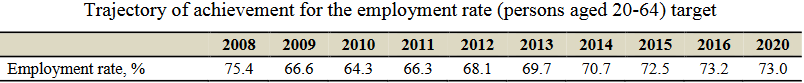 Trajectory of achievement for the employment rate (persons aged 20-64) target
2008 2009 2010 2011 2012 2013 2014 2015 2016 2020
Employment rate, % 75.4 66.6 64.3 66.3 68.1 69.7 70.7 72.5 73.2 73.0